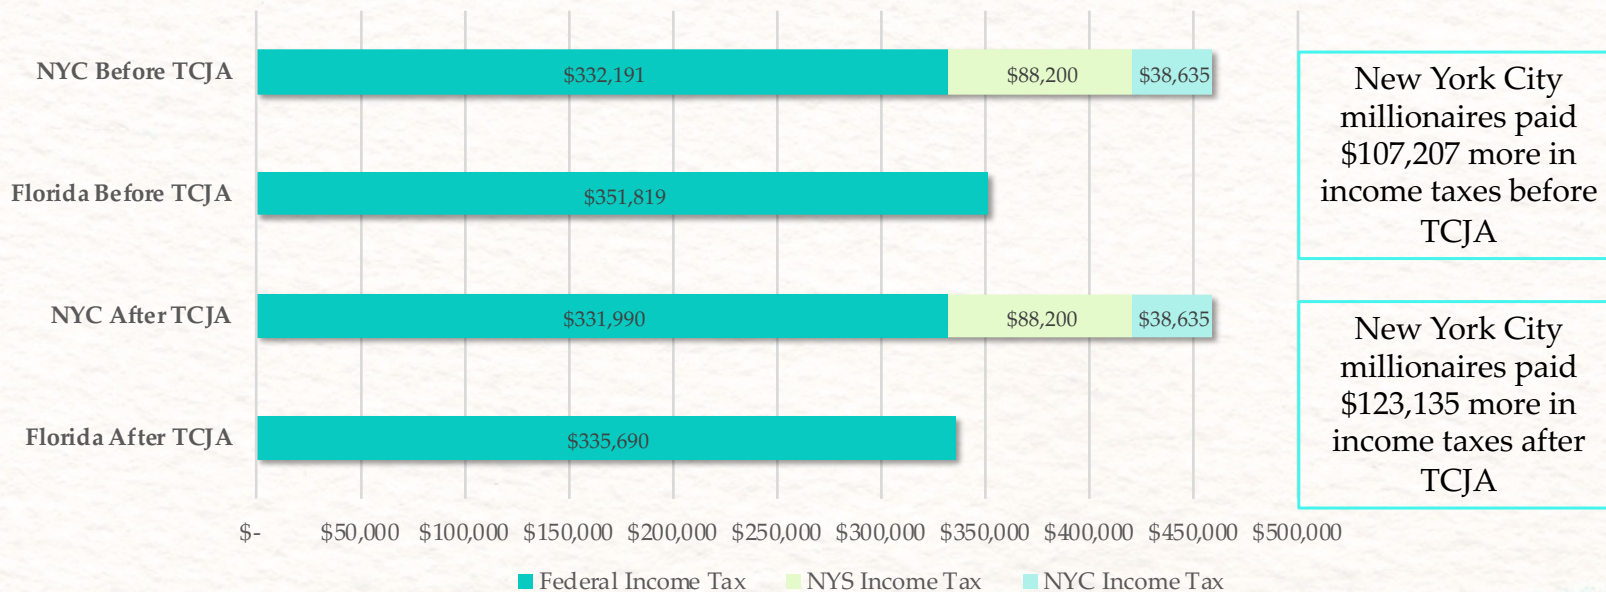 NYC Before TCJA
$332,191
$88,200
$38,635
Florida Before TCJA
$351,819
NYC After TCJA
$331,990
$88,200
$38,635
Florida After TCJA
$335,690
$- $50,000 $100,000 $150,000 $200,000 $250,000 $300,000 $350,000 $400,000 $450,000 $500,000
Federal Income Tax NYS Income Tax NYC Income Tax
New York City
millionaires paid
$107,207 more in
income taxes before
TCJA
New York City
millionaires paid
$123,135 more in
income taxes after
TCJA